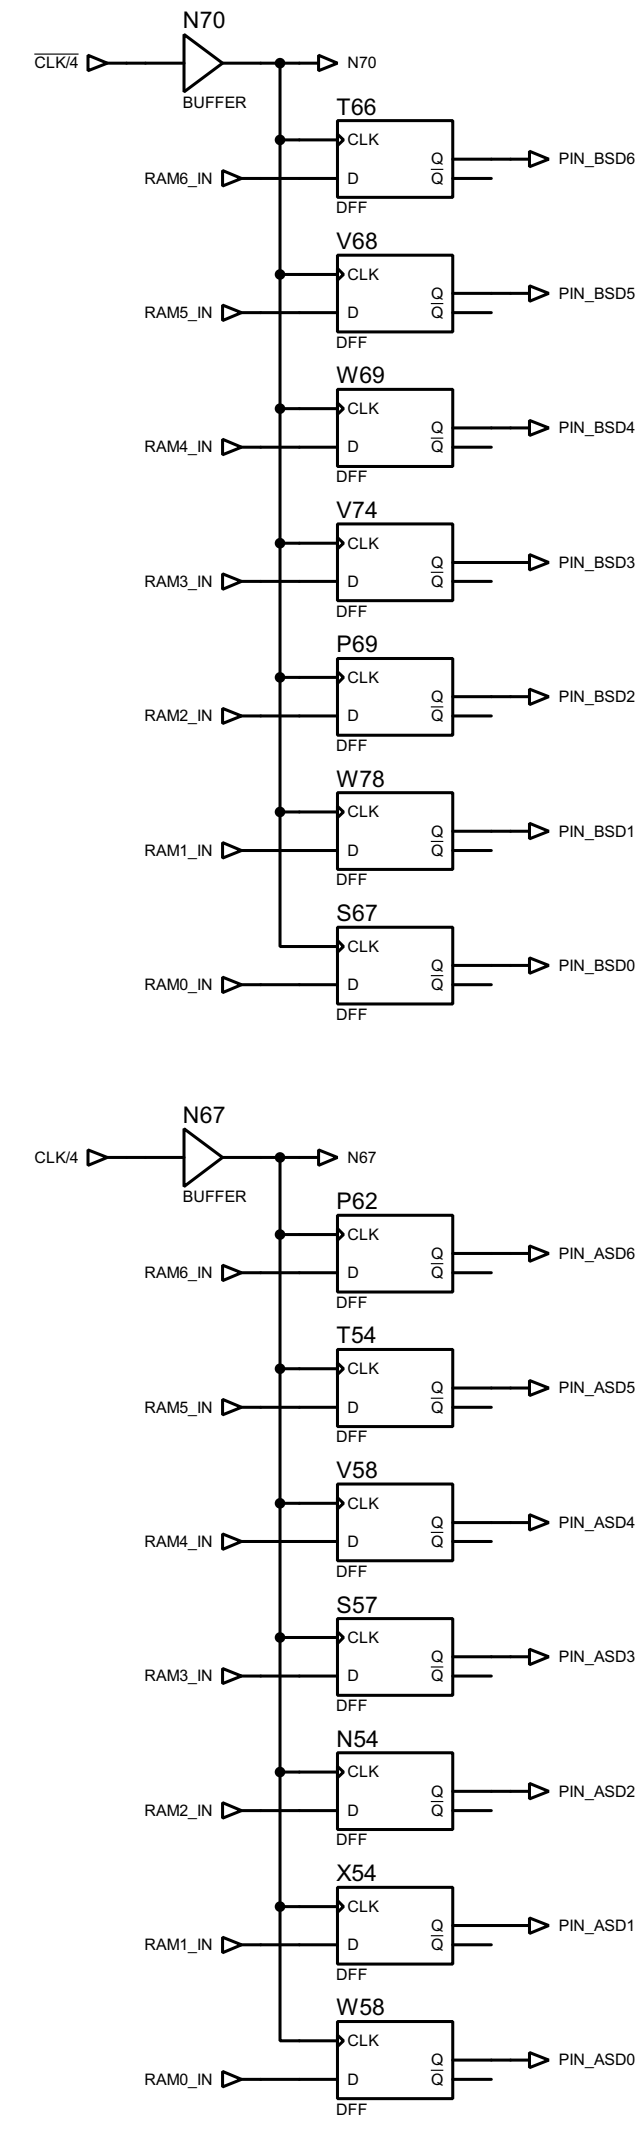 N70
C̅L̅K̅/̅4̅ N70
BUFFER
T66
CLK
Q PIN_BSD6
RAM6_IN D Q̅
DFF
V68
CLK
Q PIN_BSD5
RAM5_IN D Q̅
DFF
W69
CLK
Q PIN_BSD4
RAM4_IN D Q̅
DFF
V74
CLK
Q PIN_BSD3
RAM3_IN D Q̅
DFF
P69
CLK
Q PIN_BSD2
RAM2_IN D Q̅
DFF
W78
CLK
Q PIN_BSD1
RAM1_IN D Q̅
DFF
S67
CLK
Q PIN_BSD0
RAM0_IN D Q̅
DFF
N67
CLK/4 N67
BUFFER
P62
CLK
Q PIN_ASD6
RAM6_IN D Q̅
DFF
T54
CLK
Q PIN_ASD5
RAM5_IN D Q̅
DFF
V58
CLK
Q PIN_ASD4
RAM4_IN D Q̅
DFF
S57
CLK
Q PIN_ASD3
RAM3_IN D Q̅
DFF
N54
CLK
Q PIN_ASD2
RAM2_IN D Q̅
DFF
X54
CLK
Q PIN_ASD1
RAM1_IN D Q̅
DFF
W58
CLK
Q PIN_ASD0
RAM0_IN D Q̅
DFF